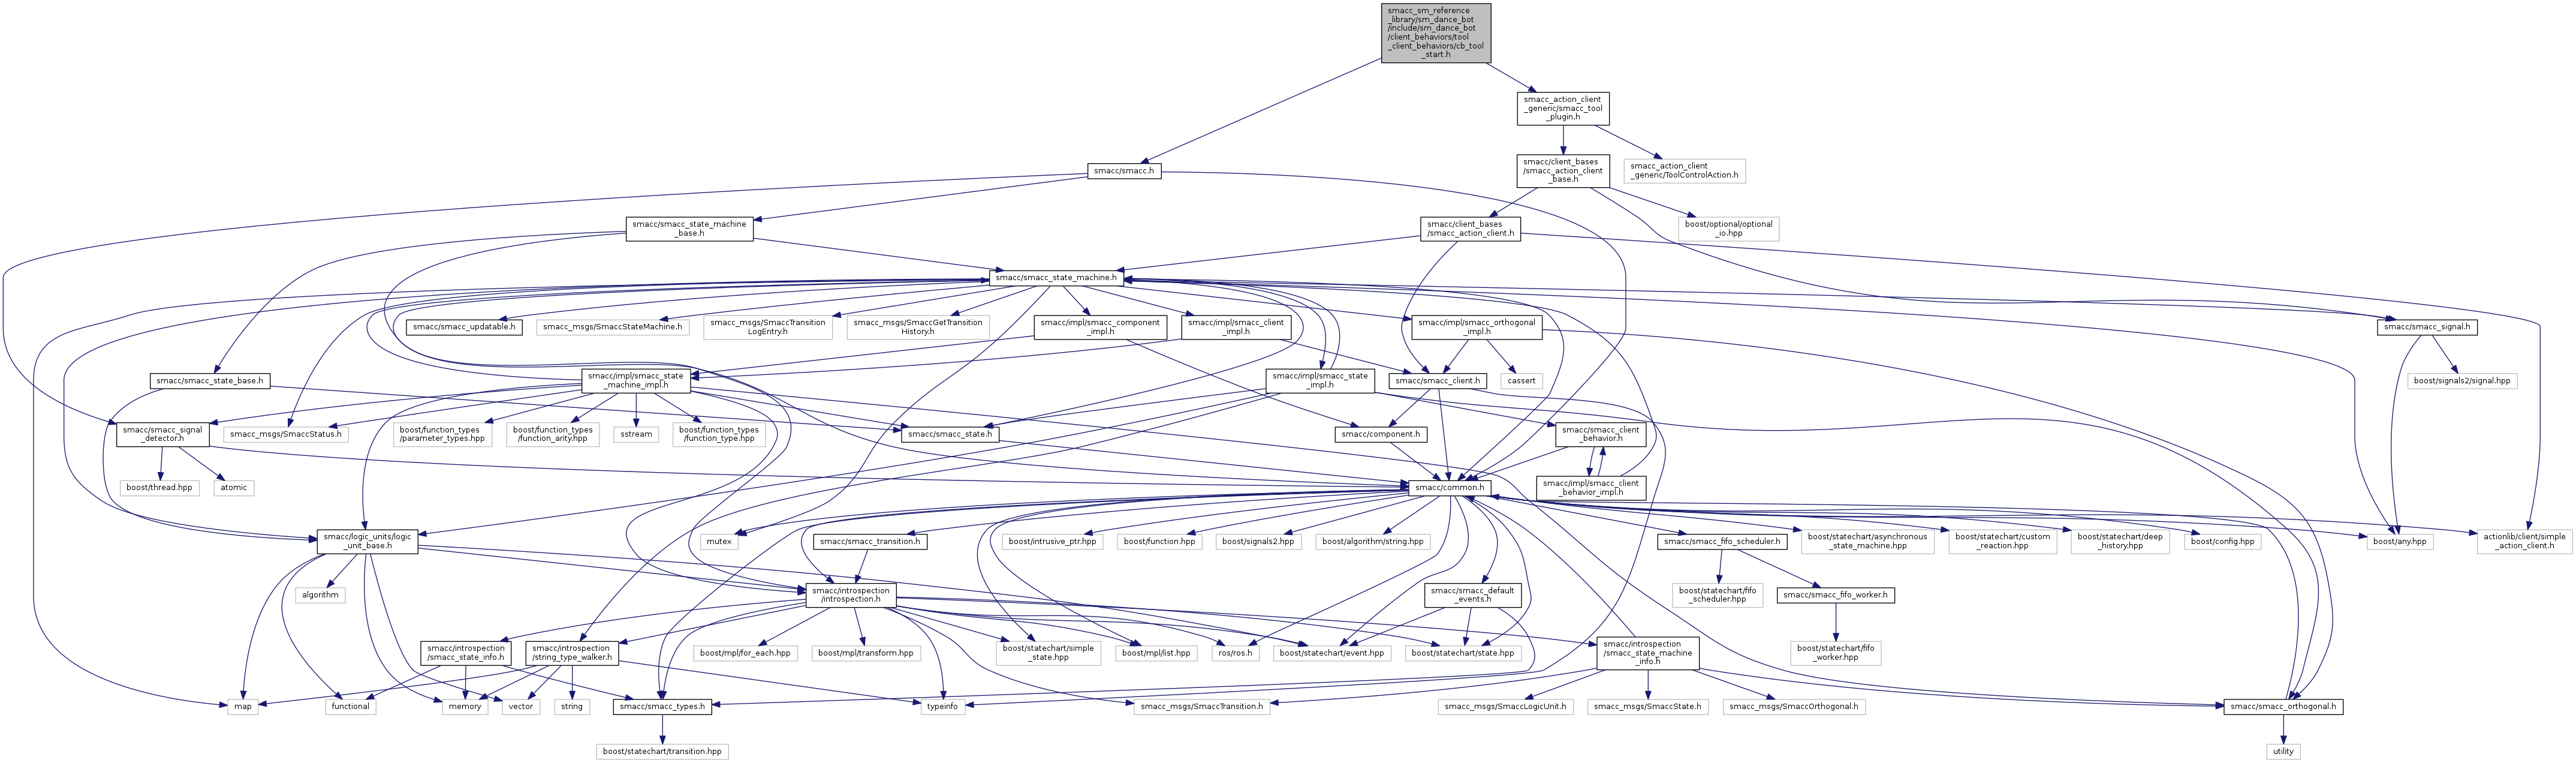 smacc_sm_reference
_library/sm_dance_bot
/include/sm_dance_bot
/client_behaviors/tool
_client_behaviors/cb_tool
_start.h
smacc_action_client
_generic/smacc_tool
_plugin.h
smacc/smacc.h
smacc/client_bases
/smacc_action_client
_base.h
smacc_action_client
_generic/ToolControlAction.h
smacc/smacc_state_machine
_base.h
smacc/client_bases
/smacc_action_client.h
boost/optional/optional
_io.hpp
smacc/smacc_state_machine.h
smacc/smacc_updatable.h
smacc_msgs/SmaccStateMachine.h
smacc_msgs/SmaccTransition
LogEntry.h
smacc_msgs/SmaccGetTransition
History.h
smacc/impl/smacc_component
_impl.h
smacc/impl/smacc_client
_impl.h
smacc/impl/smacc_orthogonal
_impl.h
smacc/smacc_signal.h
smacc/smacc_state_base.h
smacc/impl/smacc_state
_machine_impl.h
smacc/impl/smacc_state
_impl.h
smacc/smacc_client.h
cassert
boost/signals2/signal.hpp
smacc/smacc_signal
_detector.h
smacc_msgs/SmaccStatus.h
boost/function_types
/parameter_types.hpp
boost/function_types
/function_arity.hpp
sstream
boost/function_types
/function_type.hpp
smacc/smacc_state.h
smacc/component.h
smacc/smacc_client
_behavior.h
boost/thread.hpp
atomic
smacc/common.h
smacc/impl/smacc_client
_behavior_impl.h
smacc/logic_units/logic
_unit_base.h
mutex
smacc/smacc_transition.h
boost/intrusive_ptr.hpp
boost/function.hpp
boost/signals2.hpp
boost/algorithm/string.hpp
smacc/smacc_fifo_scheduler.h
boost/statechart/asynchronous
_state_machine.hpp
boost/statechart/custom
_reaction.hpp
boost/statechart/deep
_history.hpp
boost/config.hpp
boost/any.hpp
actionlib/client/simple
_action_client.h
algorithm
smacc/introspection
/introspection.h
smacc/smacc_default
_events.h
boost/statechart/fifo
_scheduler.hpp
smacc/smacc_fifo_worker.h
smacc/introspection
/smacc_state_info.h
smacc/introspection
/string_type_walker.h
boost/mpl/for_each.hpp
boost/mpl/transform.hpp
boost/statechart/simple
_state.hpp
boost/mpl/list.hpp
ros/ros.h
boost/statechart/event.hpp
boost/statechart/state.hpp
smacc/introspection
/smacc_state_machine
_info.h
boost/statechart/fifo
_worker.hpp
map
functional
memory
vector
string
smacc/smacc_types.h
typeinfo
smacc_msgs/SmaccTransition.h
smacc_msgs/SmaccLogicUnit.h
smacc_msgs/SmaccState.h
smacc_msgs/SmaccOrthogonal.h
smacc/smacc_orthogonal.h
boost/statechart/transition.hpp
utility